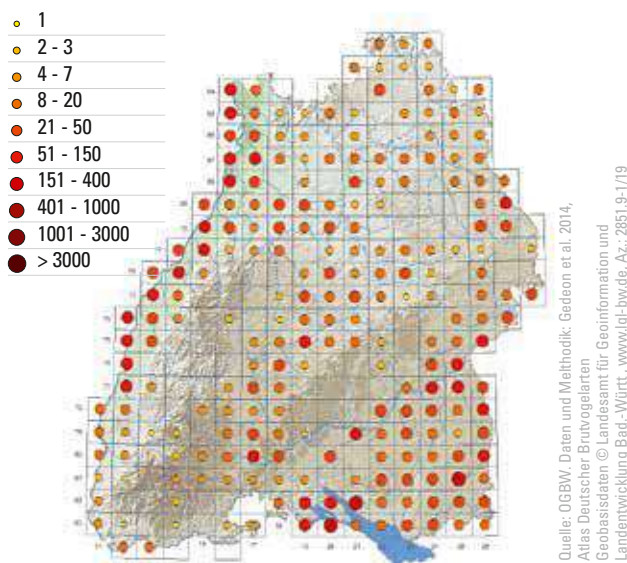 1
2 - 3
4 - 7
8 - 20
21 - 50
51 - 150
151 - 400
401 - 1000
1001 - 3000
> 3000
Quelle: OGBW. Daten und Methodik: Gedeon et al. 2014,
Atlas Deutscher Brutvogelarten
Geobasisdaten © Landesamt für Geoinformation und
Landentwicklung Bad.-Württ., www.lgl-bw.de, Az.: 2851.9-1/19